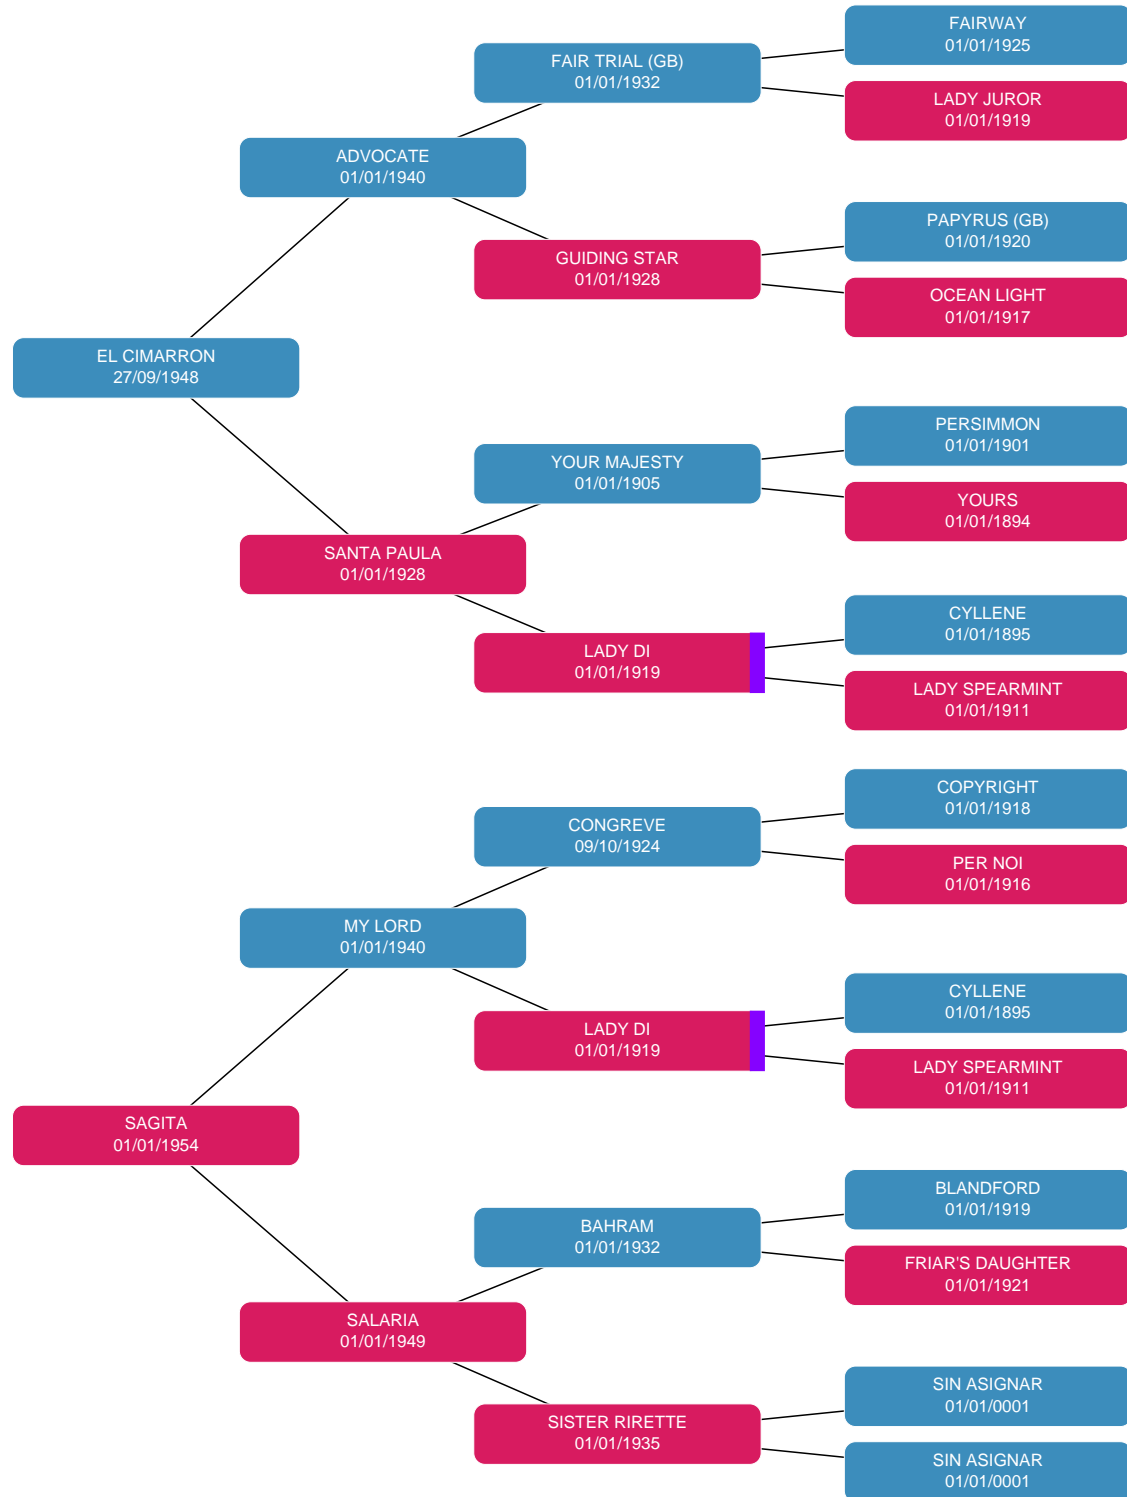 FAIRWAY
01/01/1925
FAIR TRIAL (GB)
01/01/1932
LADY JUROR
01/01/1919
ADVOCATE
01/01/1940
PAPYRUS (GB)
01/01/1920
GUIDING STAR
01/01/1928
OCEAN LIGHT
01/01/1917
EL CIMARRON
27/09/1948
PERSIMMON
01/01/1901
YOUR MAJESTY
01/01/1905
YOURS
01/01/1894
SANTA PAULA
01/01/1928
CYLLENE
01/01/1895
LADY DI
01/01/1919
LADY SPEARMINT
01/01/1911
COPYRIGHT
01/01/1918
CONGREVE
09/10/1924
PER NOI
01/01/1916
MY LORD
01/01/1940
CYLLENE
01/01/1895
LADY DI
01/01/1919
LADY SPEARMINT
01/01/1911
SAGITA
01/01/1954
BLANDFORD
01/01/1919
BAHRAM
01/01/1932
FRIAR'S DAUGHTER
01/01/1921
SALARIA
01/01/1949
SIN ASIGNAR
01/01/0001
SISTER RIRETTE
01/01/1935
SIN ASIGNAR
01/01/0001